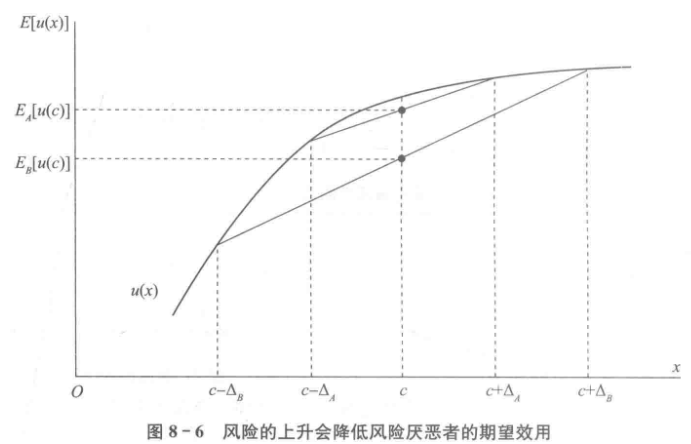 E[u(x)]
E_A[u(c)]
E_B[u(c)]
u(x)
O c−Δ_B c−Δ_A c c+Δ_A c+Δ_B x
图 8-6 风险的上升会降低风险厌恶者的期望效用